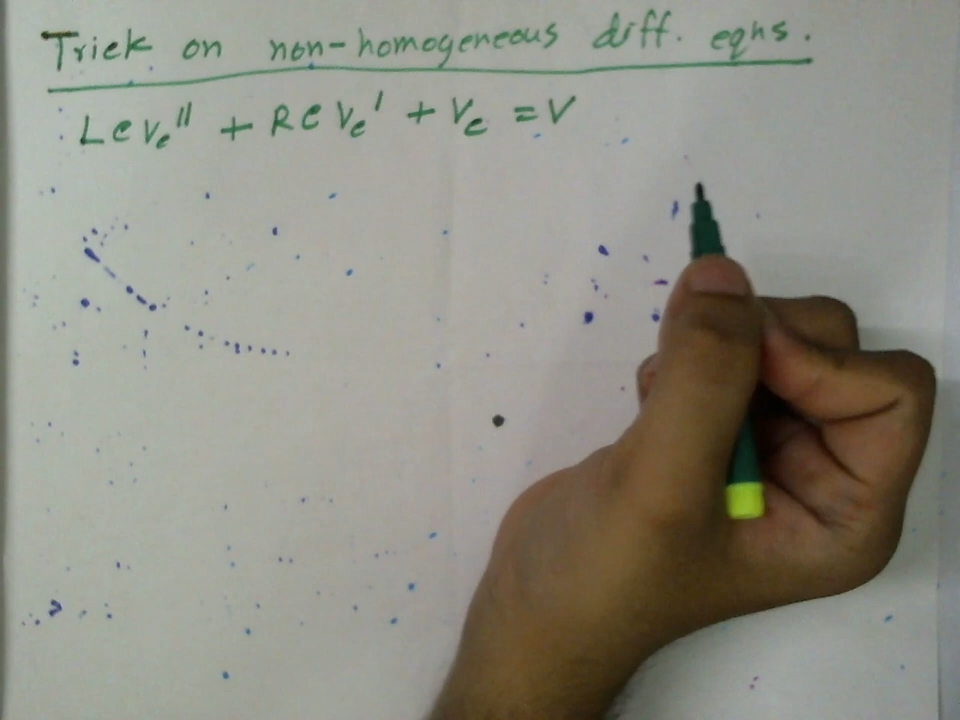 Trick on non-homogeneous diff. eqns.
LCVc'' + RCVc' + Vc = V